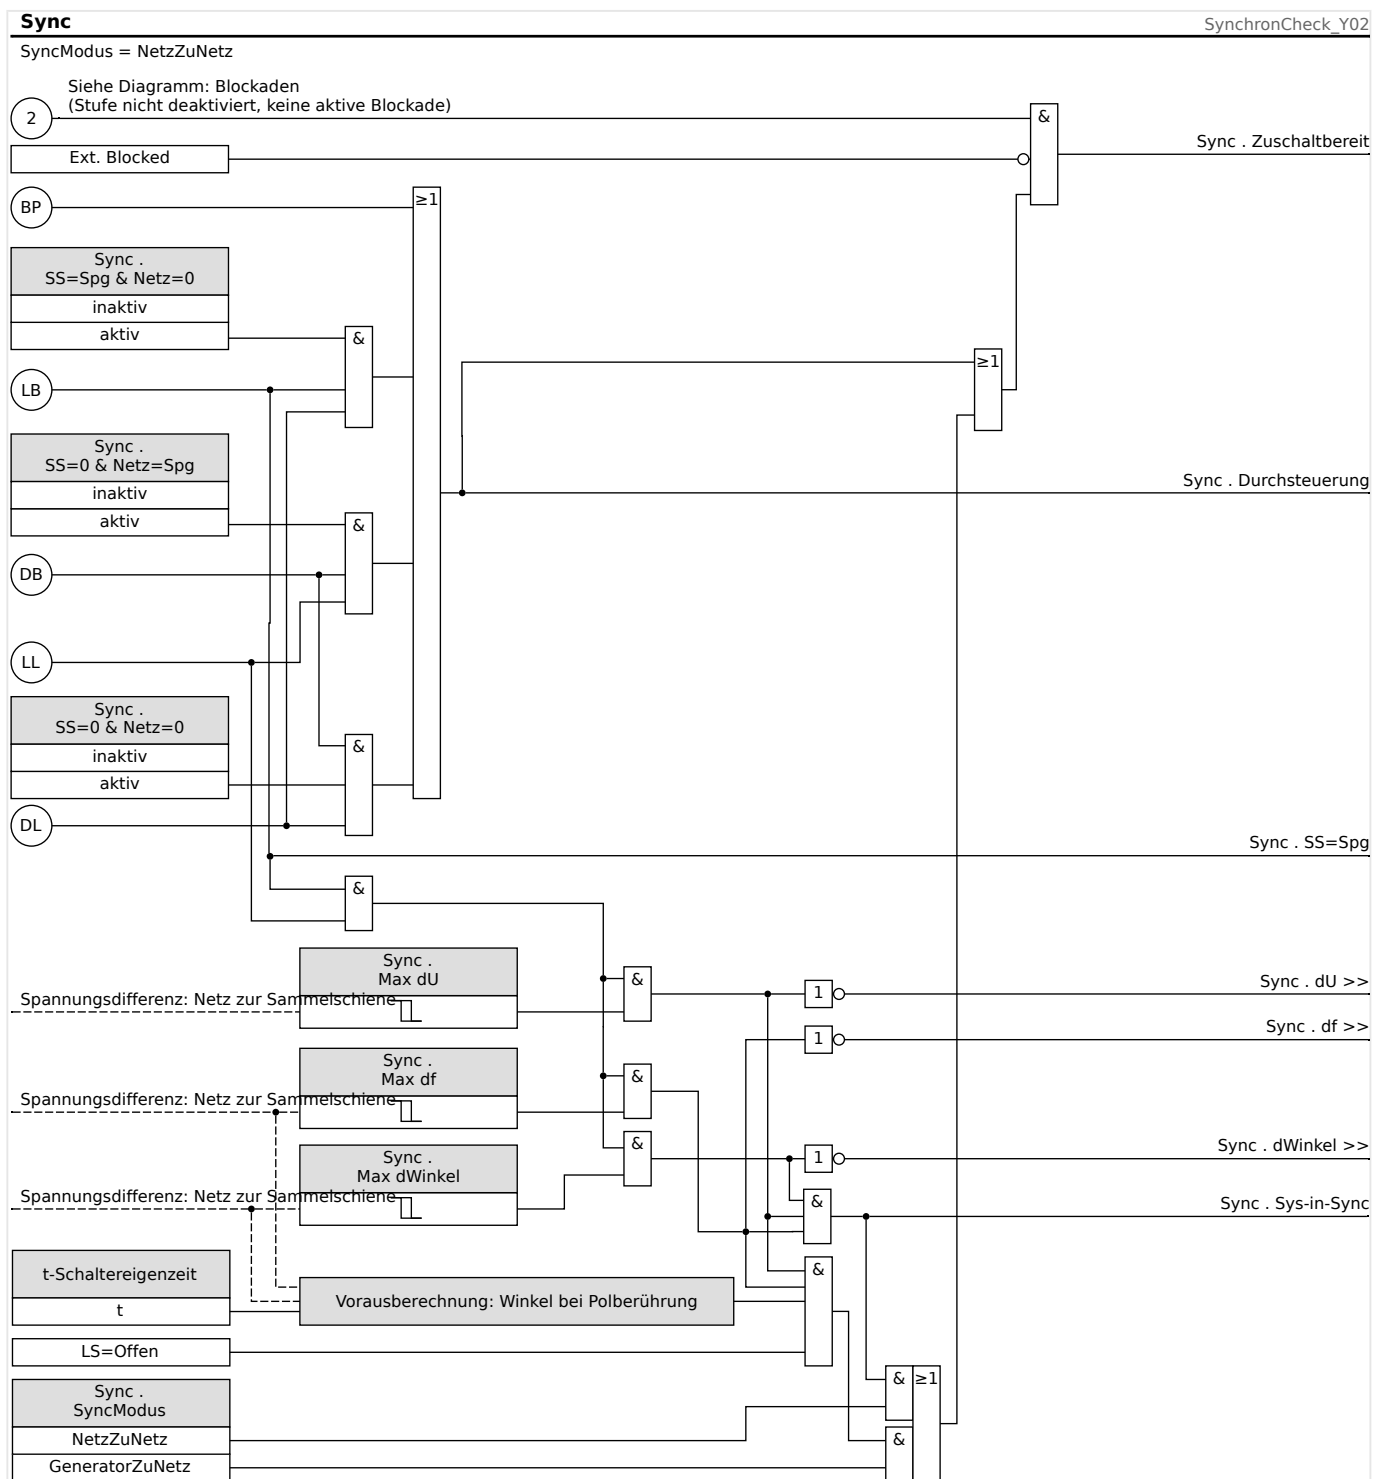 Sync
SynchronCheck_Y02
SyncModus = NetzZuNetz
Siehe Diagramm: Blockaden
(Stufe nicht deaktiviert, keine aktive Blockade)
2
&
Sync . Zuschaltbereit
Ext. Blocked
BP
≥1
Sync .
SS=Spg & Netz=0
inaktiv
aktiv
&
≥1
LB
Sync .
SS=0 & Netz=Spg
inaktiv
aktiv
&
Sync . Durchsteuerung
DB
LL
Sync .
SS=0 & Netz=0
inaktiv
aktiv
&
DL
Sync . SS=Spg
&
Sync .
Max dU
&
Spannungsdifferenz: Netz zur Sammelschiene
1
Sync . dU >>
1
Sync . df >>
Sync .
Max df
&
Spannungsdifferenz: Netz zur Sammelschiene
&
Sync .
Max dWinkel
1
Sync . dWinkel >>
Spannungsdifferenz: Netz zur Sammelschiene
&
Sync . Sys-in-Sync
t-Schaltereigenzeit
t
&
Vorausberechnung: Winkel bei Polberührung
LS=Offen
Sync .
SyncModus
&
≥1
NetzZuNetz
&
GeneratorZuNetz